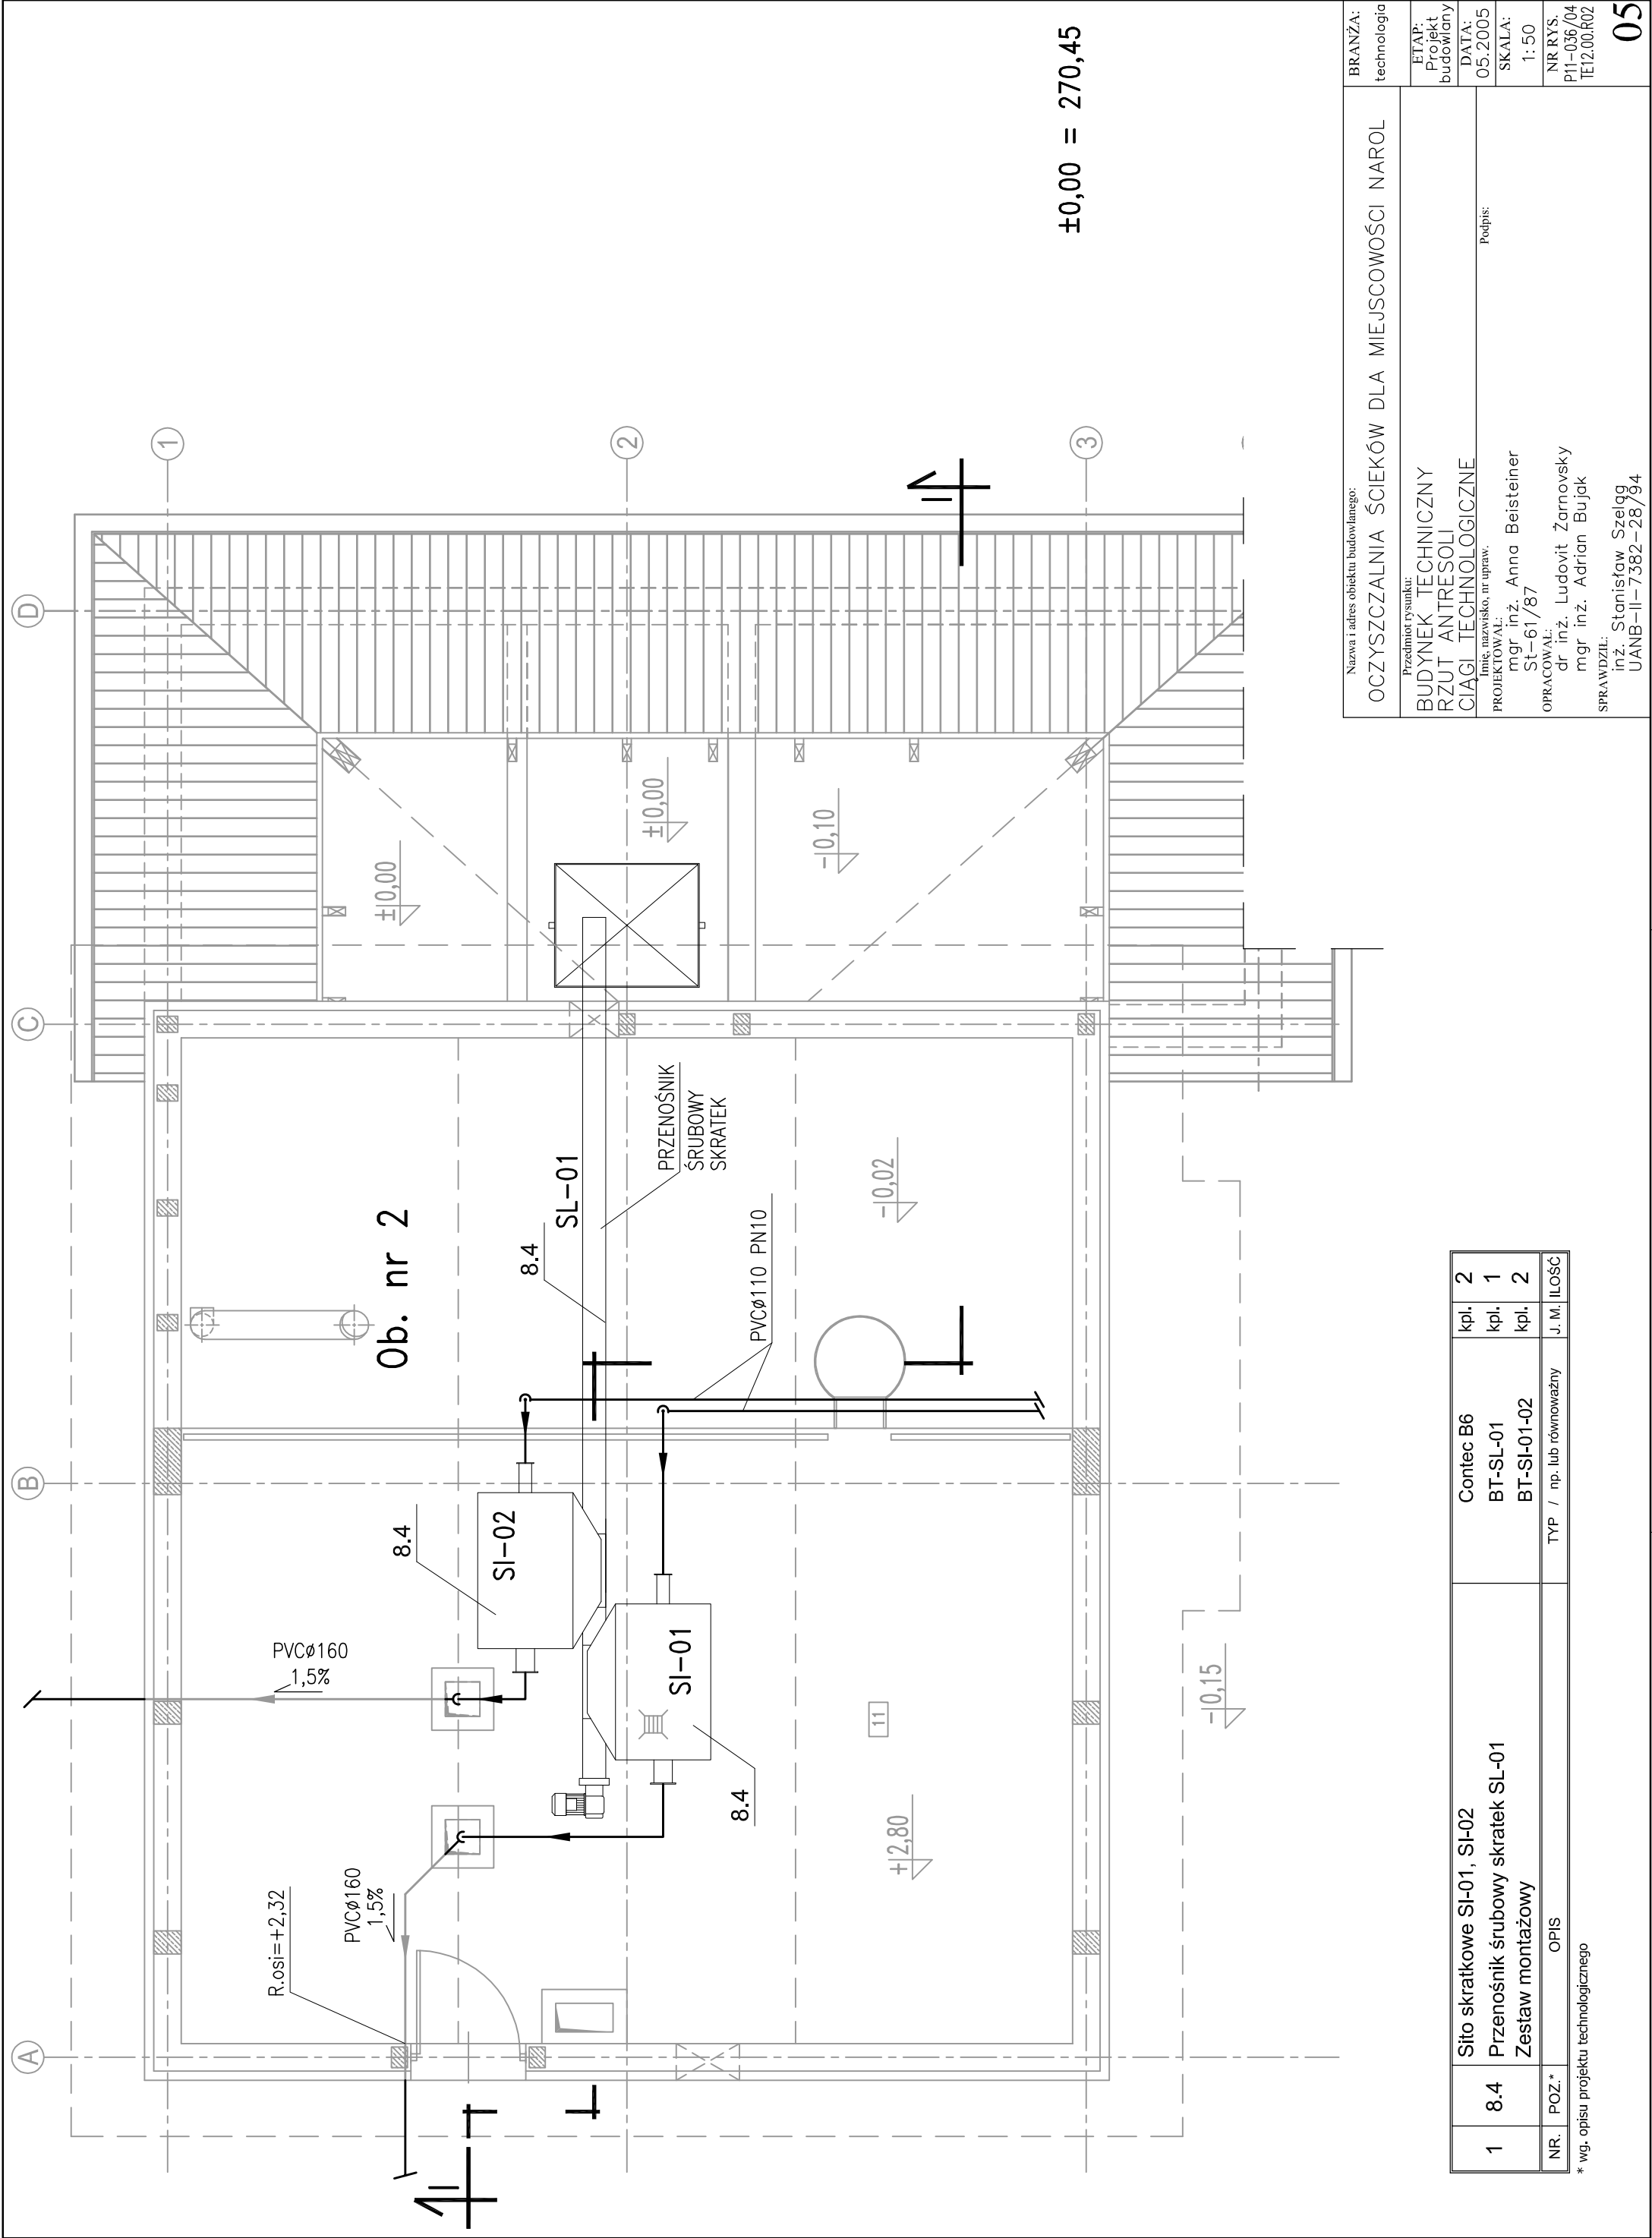 A
B
C
D
1
2
3
R.osi=+2,32
PVCø160
1,5%
PVCø160
1,5%
8.4
SI-02
SI-01
8.4
11
+2,80
-0,15
Ob. nr 2
8.4
SL-01
PRZENOŚNIK
ŚRUBOWY
SKRATEK
PVCø110 PN10
-0,02
±0,00
±0,00
-0,10
±0,00 = 270,45
1 8.4 Sito skratkowe SI-01, SI-02 Contec B6 kpl. 2
Przenośnik śrubowy skratek SL-01 BT-SL-01 kpl. 1
Zestaw montażowy BT-SI-01-02 kpl. 2
NR. POZ.* OPIS TYP / np. lub równoważny J. M. ILOŚĆ
* wg. opisu projektu technologicznego
Nazwa i adres obiektu budowlanego:
OCZYSZCZALNIA ŚCIEKÓW DLA MIEJSCOWOŚCI NAROL
BRANŻA:
technologia
Przedmiot rysunku:
BUDYNEK TECHNICZNY
RZUT ANTRESOLI
CIĄGI TECHNOLOGICZNE
ETAP:
Projekt
budowlany
DATA:
05.2005
SKALA:
1:50
NR RYS.
P11-036/04
TE12.00.R02
05
Imię, nazwisko, nr upraw. Podpis:
PROJEKTOWAŁ:
mgr inż. Anna Beisteiner
St-61/87
OPRACOWAŁ:
dr inż. Ludovit Żarnovsky
mgr inż. Adrian Bujak
SPRAWDZIŁ:
inż. Stanisław Szeląg
UANB-II-7382-28/94